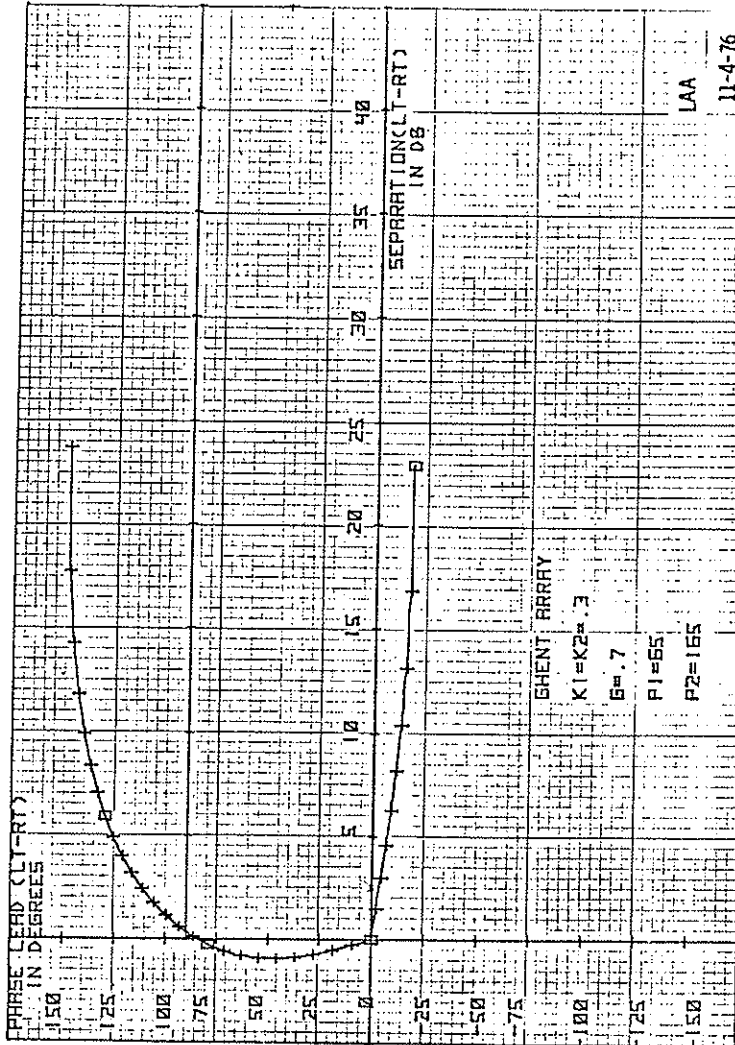 PHASE LEAD (LT-RT)
IN DEGREES
150
125
100
75
50
25
0
-25
-50
-75
-100
-125
-150
5
10
15
20
25
30
35
40
SEPARATION(LT-RT)
IN DB
GHENT ARRAY
K1=K2=.3
G=.7
P1=65
P2=165
LAA
11-4-76